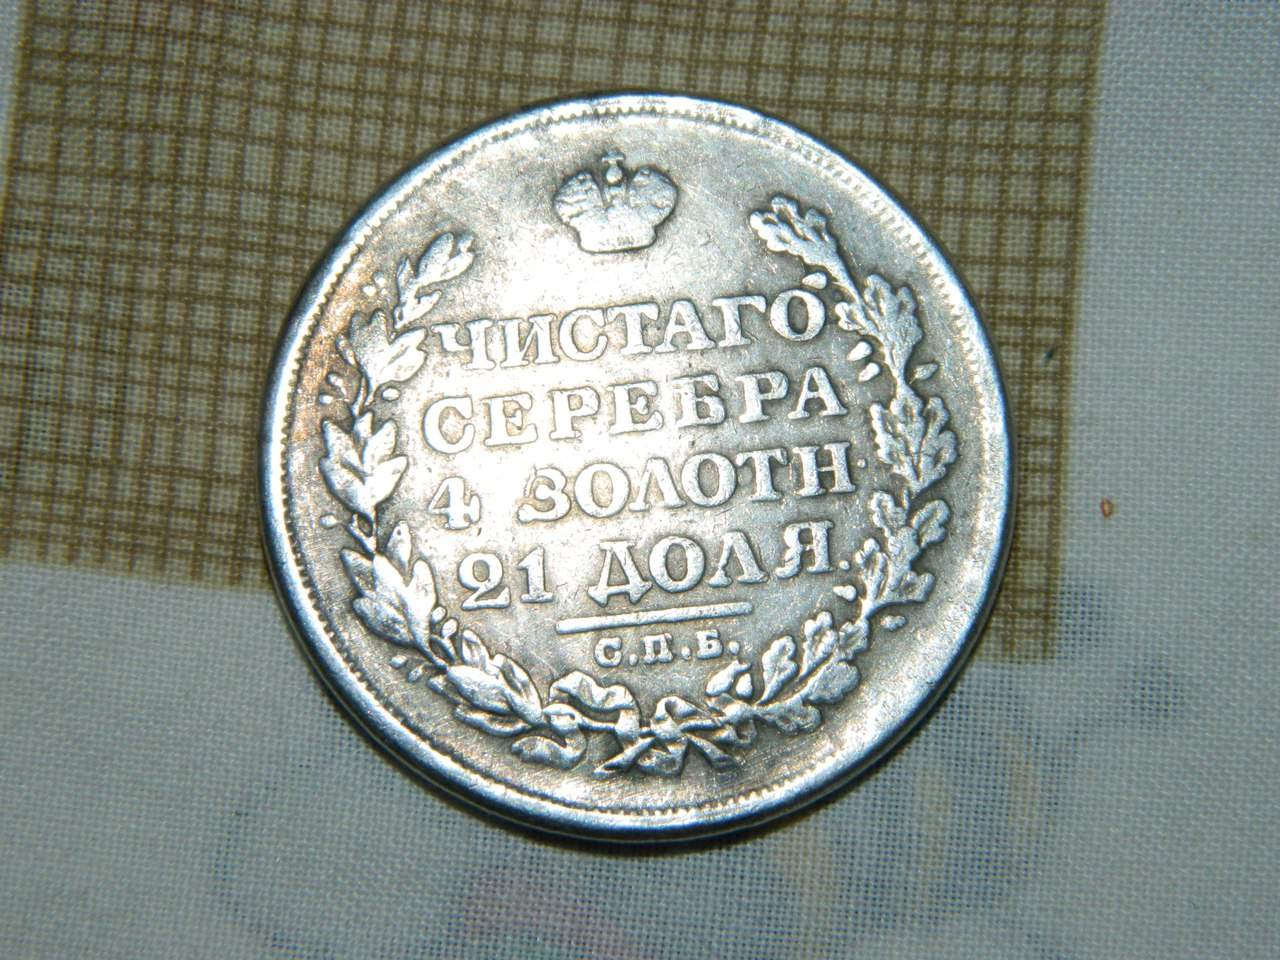 ЧИСТАГО
СЕРЕБРА
4 ЗОЛОТН.
21 ДОЛЯ.
С.П.Б.